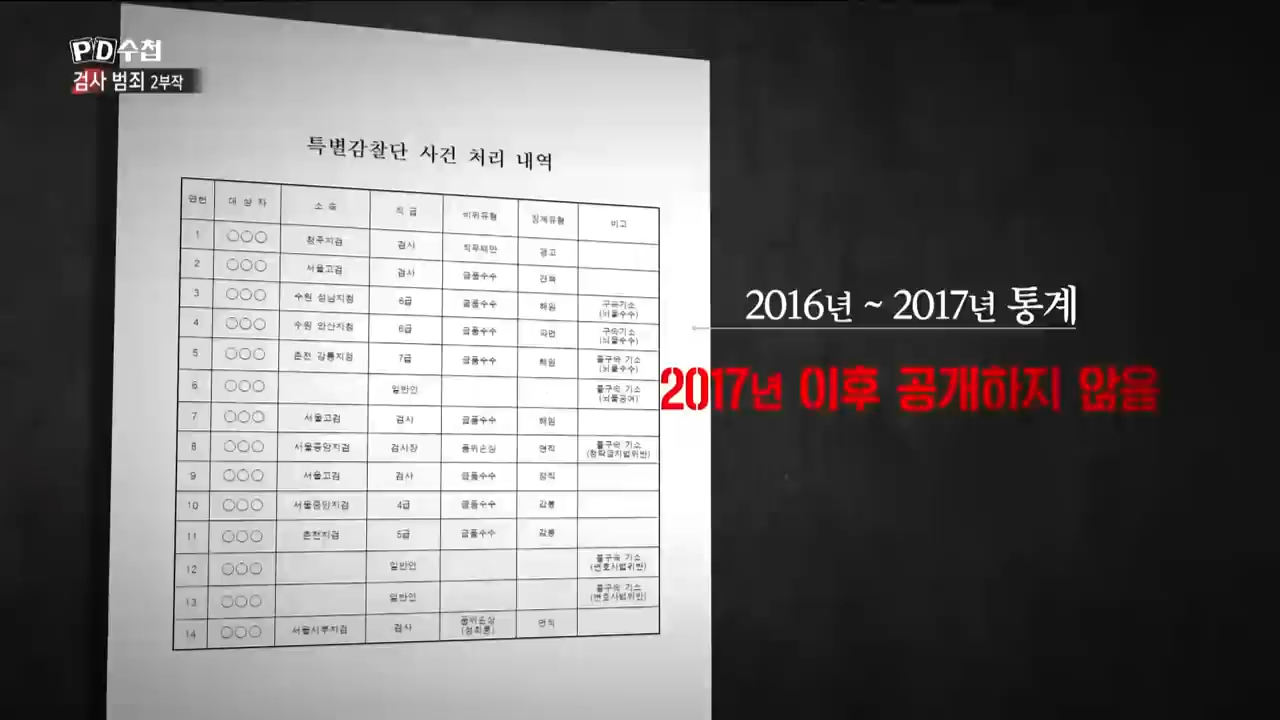 PD수첩
검사 범죄 2부작
특별감찰단 사건 처리 내역
연번 대상자 소속 직급 비위유형 징계유형 비고
1 ○○○ 청주지검 검사 직무태만 경고
2 ○○○ 서울고검 검사 금품수수 견책
3 ○○○ 수원 성남지청 6급 금품수수 해임 구속기소 (뇌물수수)
4 ○○○ 수원 안산지청 6급 금품수수 파면 구속기소 (뇌물수수)
5 ○○○ 춘천 강릉지청 7급 금품수수 해임 불구속 기소 (뇌물수수)
6 ○○○ 일반인 불구속 기소 (뇌물공여)
7 ○○○ 서울고검 검사 금품수수 해임
8 ○○○ 서울중앙지검 검사장 품위손상 면직 불구속 기소 (청탁금지법위반)
9 ○○○ 서울고검 검사 금품수수 정직
10 ○○○ 서울중앙지검 4급 금품수수 감봉
11 ○○○ 춘천지검 5급 금품수수 감봉
12 ○○○ 일반인 불구속 기소 (변호사법위반)
13 ○○○ 일반인 불구속 기소 (변호사법위반)
14 ○○○ 서울서부지검 검사 품위손상 (성희롱) 면직
2016년 ~ 2017년 통계
2017년 이후 공개하지 않음